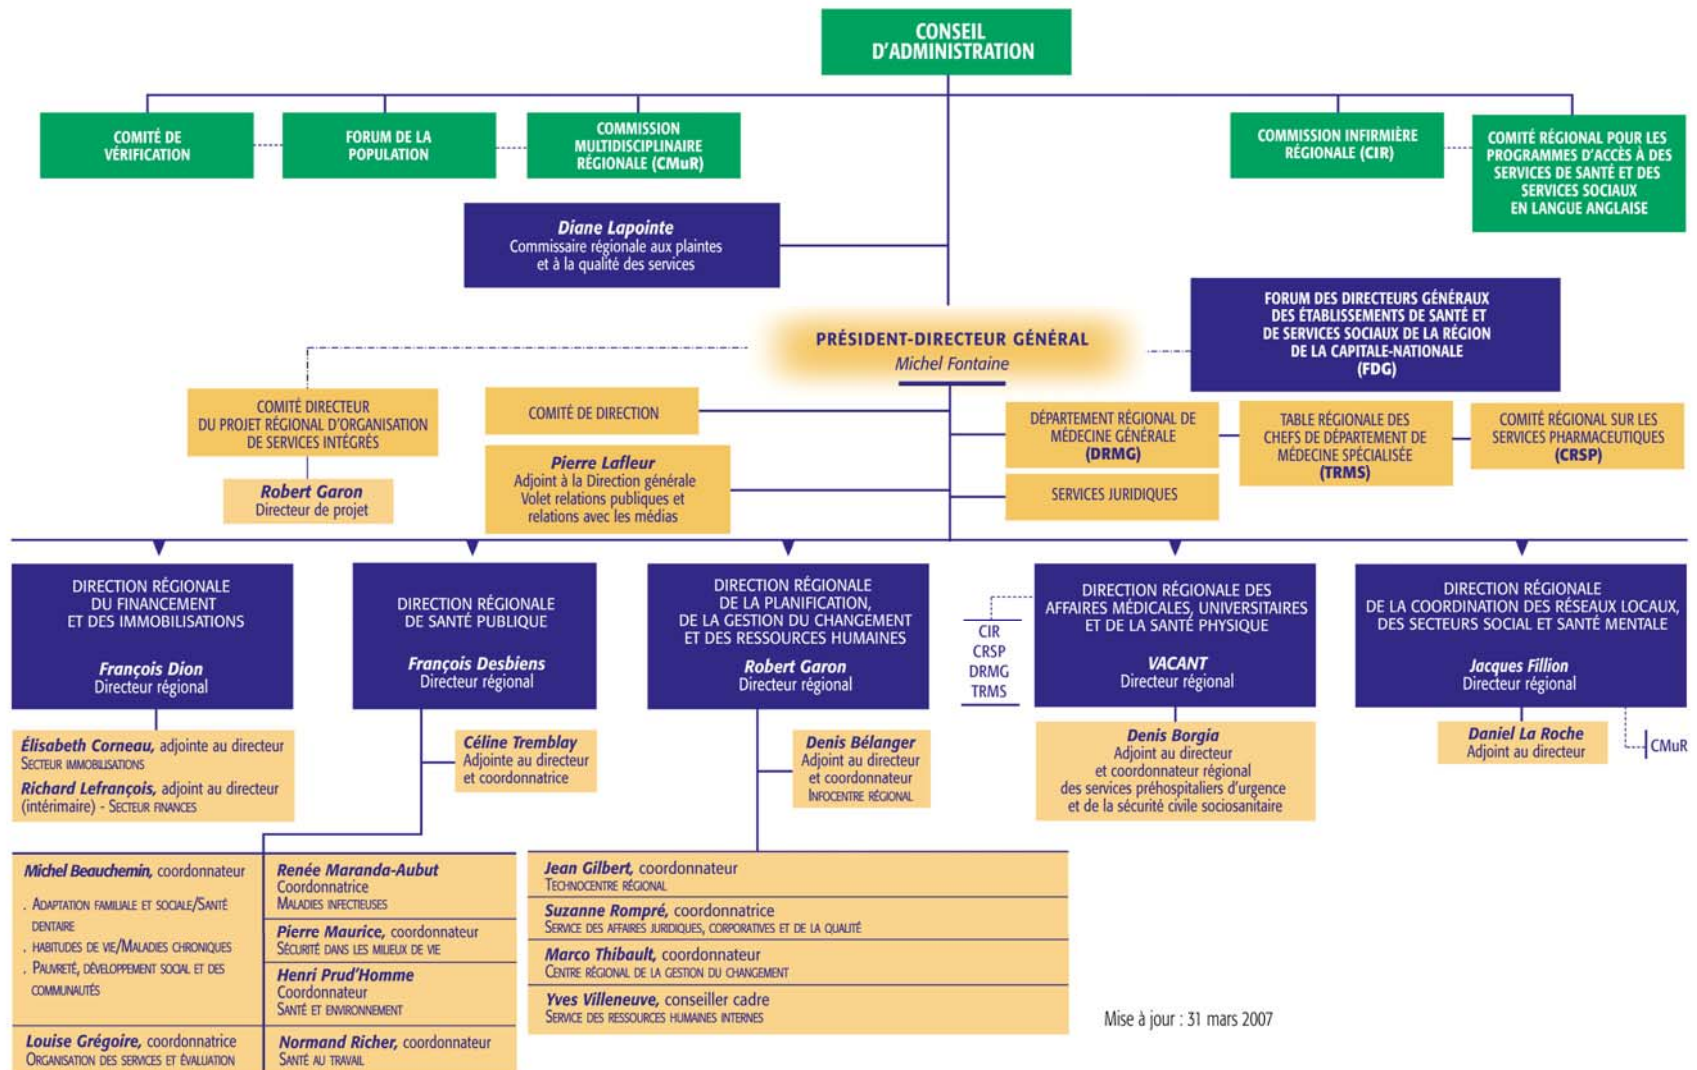 CONSEIL
D'ADMINISTRATION
COMITÉ DE
VÉRIFICATION
FORUM DE LA
POPULATION
COMMISSION
MULTIDISCIPLINAIRE
RÉGIONALE (CMuR)
COMMISSION INFIRMIÈRE
RÉGIONALE (CIR)
COMITÉ RÉGIONAL POUR LES
PROGRAMMES D'ACCÈS À DES
SERVICES DE SANTÉ ET DES
SERVICES SOCIAUX
EN LANGUE ANGLAISE
Diane Lapointe
Commissaire régionale aux plaintes
et à la qualité des services
FORUM DES DIRECTEURS GÉNÉRAUX
DES ÉTABLISSEMENTS DE SANTÉ ET
DE SERVICES SOCIAUX DE LA RÉGION
DE LA CAPITALE-NATIONALE
(FDG)
PRÉSIDENT-DIRECTEUR GÉNÉRAL
Michel Fontaine
COMITÉ DIRECTEUR
DU PROJET RÉGIONAL D'ORGANISATION
DE SERVICES INTÉGRÉS
Robert Garon
Directeur de projet
COMITÉ DE DIRECTION
Pierre Lafleur
Adjoint à la Direction générale
Volet relations publiques et
relations avec les médias
DÉPARTEMENT RÉGIONAL DE
MÉDECINE GÉNÉRALE
(DRMG)
TABLE RÉGIONALE DES
CHEFS DE DÉPARTEMENT DE
MÉDECINE SPÉCIALISÉE
(TRMS)
COMITÉ RÉGIONAL SUR LES
SERVICES PHARMACEUTIQUES
(CRSP)
SERVICES JURIDIQUES
DIRECTION RÉGIONALE
DU FINANCEMENT
ET DES IMMOBILISATIONS
François Dion
Directeur régional
DIRECTION RÉGIONALE
DE SANTÉ PUBLIQUE
François Desbiens
Directeur régional
DIRECTION RÉGIONALE
DE LA PLANIFICATION,
DE LA GESTION DU CHANGEMENT
ET DES RESSOURCES HUMAINES
Robert Garon
Directeur régional
CIR
CRSP
DRMG
TRMS
DIRECTION RÉGIONALE DES
AFFAIRES MÉDICALES, UNIVERSITAIRES
ET DE LA SANTÉ PHYSIQUE
VACANT
Directeur régional
DIRECTION RÉGIONALE
DE LA COORDINATION DES RÉSEAUX LOCAUX,
DES SECTEURS SOCIAL ET SANTÉ MENTALE
Jacques Fillion
Directeur régional
Élisabeth Corneau, adjointe au directeur
SECTEUR IMMOBILISATIONS
Richard Lefrançois, adjoint au directeur
(intérimaire) - SECTEUR FINANCES
Céline Tremblay
Adjointe au directeur
et coordonnatrice
Denis Bélanger
Adjoint au directeur
et coordonnateur
INFOCENTRE RÉGIONAL
Denis Borgia
Adjoint au directeur
et coordonnateur régional
des services préhospitaliers d'urgence
et de la sécurité civile sociosanitaire
Daniel La Roche
Adjoint au directeur
CMuR
Michel Beauchemin, coordonnateur
. ADAPTATION FAMILIALE ET SOCIALE/SANTÉ
DENTAIRE
. HABITUDES DE VIE/MALADIES CHRONIQUES
. PAUVRETÉ, DÉVELOPPEMENT SOCIAL ET DES
COMMUNAUTÉS
Louise Grégoire, coordonnatrice
ORGANISATION DES SERVICES ET ÉVALUATION
Renée Maranda-Aubut
Coordonnatrice
MALADIES INFECTIEUSES
Pierre Maurice, coordonnateur
SÉCURITÉ DANS LES MILIEUX DE VIE
Henri Prud'Homme
Coordonnateur
SANTÉ ET ENVIRONNEMENT
Normand Richer, coordonnateur
SANTÉ AU TRAVAIL
Jean Gilbert, coordonnateur
TECHNOCENTRE RÉGIONAL
Suzanne Rompré, coordonnatrice
SERVICE DES AFFAIRES JURIDIQUES, CORPORATIVES ET DE LA QUALITÉ
Marco Thibault, coordonnateur
CENTRE RÉGIONAL DE LA GESTION DU CHANGEMENT
Yves Villeneuve, conseiller cadre
SERVICE DES RESSOURCES HUMAINES INTERNES
Mise à jour : 31 mars 2007